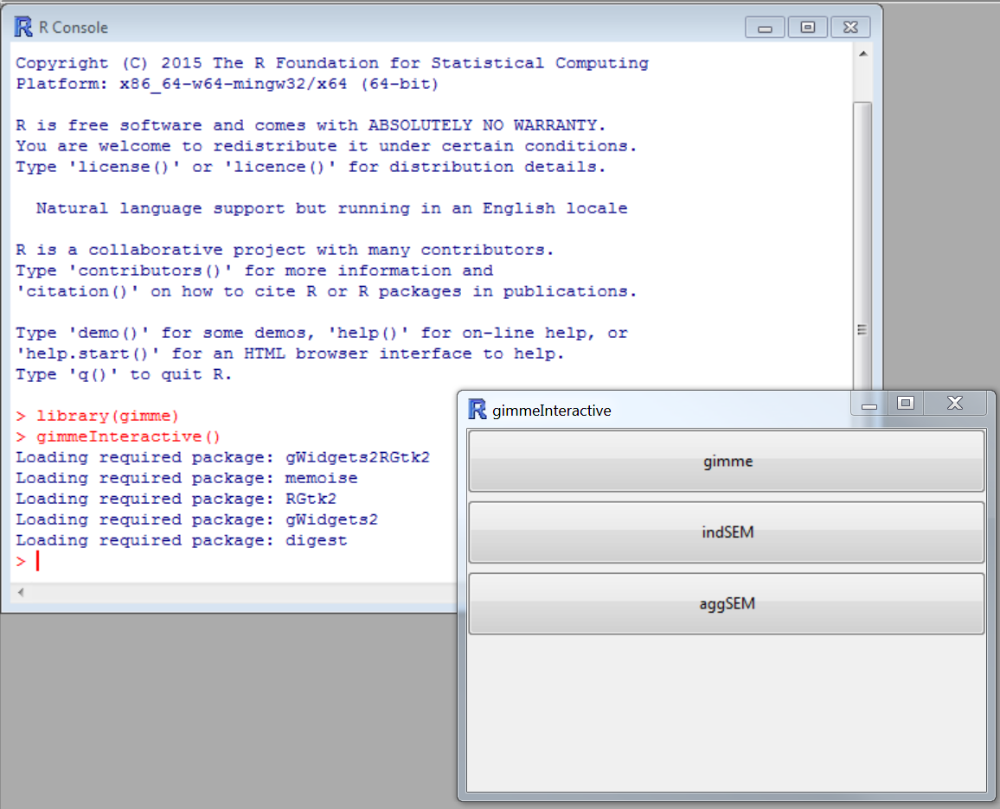 R Console
Copyright (C) 2015 The R Foundation for Statistical Computing
Platform: x86_64-w64-mingw32/x64 (64-bit)
R is free software and comes with ABSOLUTELY NO WARRANTY.
You are welcome to redistribute it under certain conditions.
Type 'license()' or 'licence()' for distribution details.
Natural language support but running in an English locale
R is a collaborative project with many contributors.
Type 'contributors()' for more information and
'citation()' on how to cite R or R packages in publications.
Type 'demo()' for some demos, 'help()' for on-line help, or
'help.start()' for an HTML browser interface to help.
Type 'q()' to quit R.
> library(gimme)
> gimmeInteractive()
Loading required package: gWidgets2RGtk2
Loading required package: memoise
Loading required package: RGtk2
Loading required package: gWidgets2
Loading required package: digest
>
R gimmeInteractive
gimme
indSEM
aggSEM